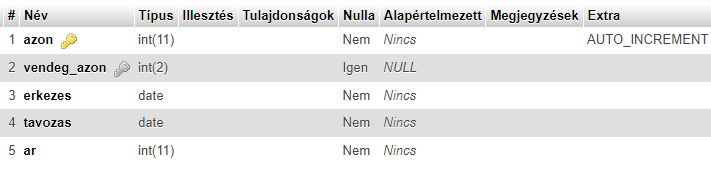 # Név Típus Illesztés Tulajdonságok Nulla Alapértelmezett Megjegyzések Extra
1 azon int(11) Nem Nincs AUTO_INCREMENT
2 vendeg_azon int(2) Igen NULL
3 erkezes date Nem Nincs
4 tavozas date Nem Nincs
5 ar int(11) Nem Nincs